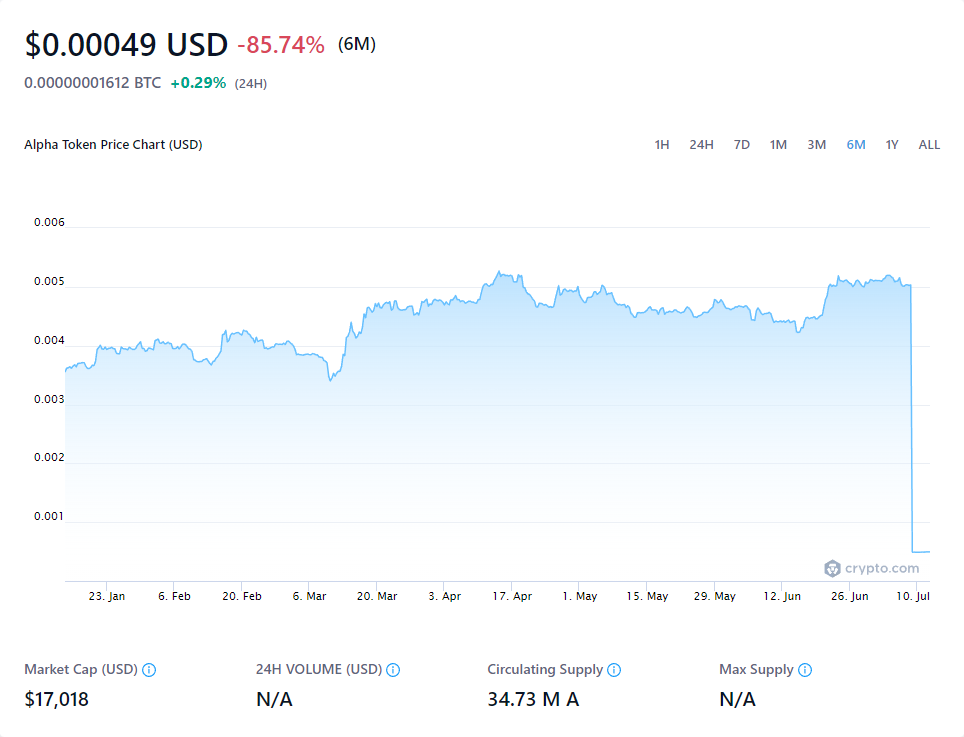 $0.00049 USD -85.74% (6M)
0.00000001612 BTC +0.29% (24H)
Alpha Token Price Chart (USD) 1H 24H 7D 1M 3M 6M 1Y ALL
0.006
0.005
0.004
0.003
0.002
0.001
crypto.com
23. Jan 6. Feb 20. Feb 6. Mar 20. Mar 3. Apr 17. Apr 1. May 15. May 29. May 12. Jun 26. Jun 10. Jul
Market Cap (USD) 24H VOLUME (USD) Circulating Supply Max Supply
$17,018 N/A 34.73 M A N/A